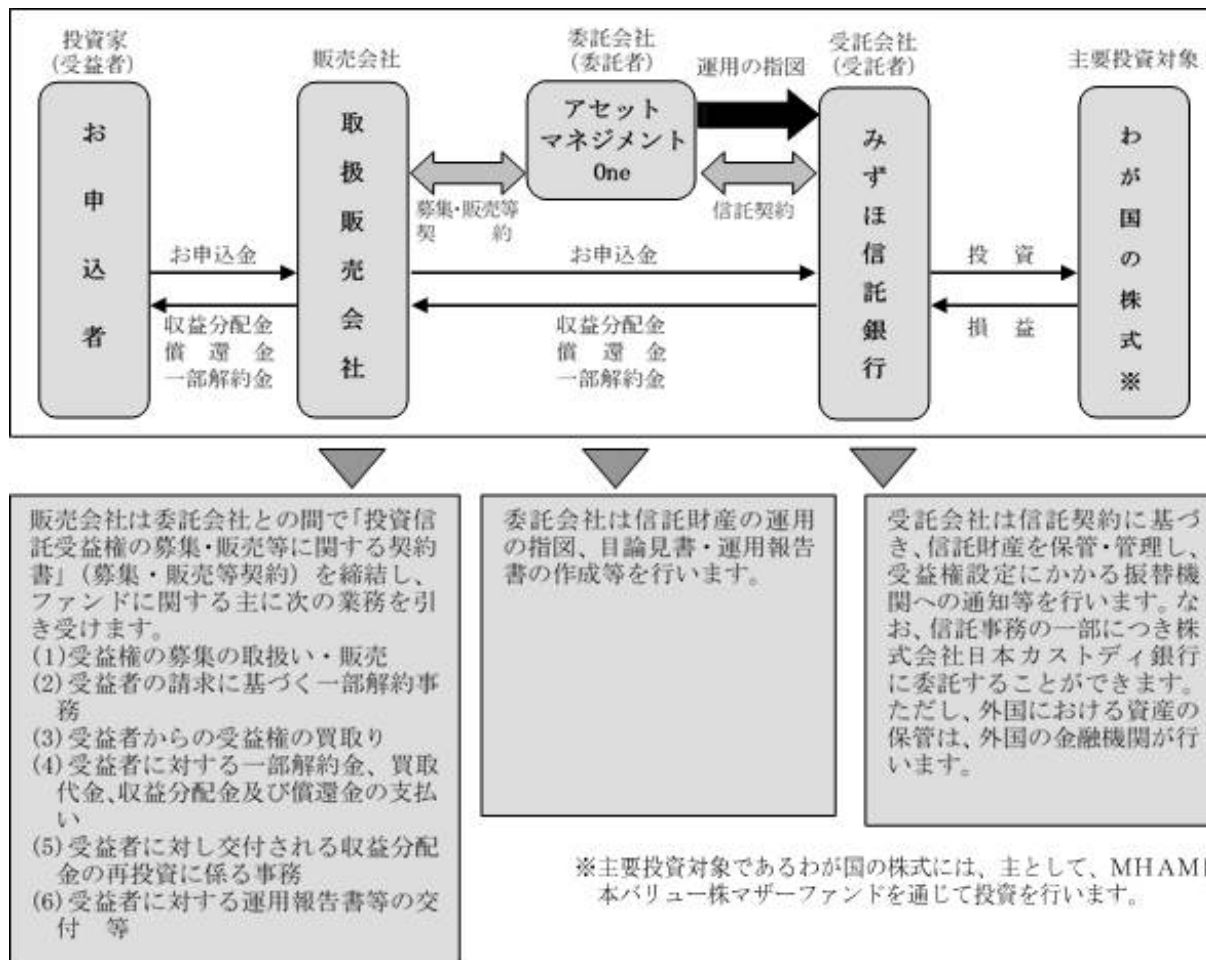 投資家
(受益者)
販売会社
委託会社
(委託者)
運用の指図
受託会社
(受託者)
主要投資対象
お申込者
取扱販売会社
アセット
マネジメント
One
みずほ信託銀行
わが国の株式※
募集・販売等
契　約
信託契約
お申込金
お申込金
投　資
収益分配金
償　還　金
一部解約金
収益分配金
償　還　金
一部解約金
損　益
販売会社は委託会社との間で「投資信
託受益権の募集・販売等に関する契約
書」（募集・販売等契約）を締結し、
ファンドに関する主に次の業務を引
き受けます。
(1)受益権の募集の取扱い・販売
(2)受益者の請求に基づく一部解約事
務
(3)受益者からの受益権の買取り
(4)受益者に対する一部解約金、買取
代金、収益分配金及び償還金の支払
い
(5)受益者に対し交付される収益分配
金の再投資に係る事務
(6)受益者に対する運用報告書等の交
付　等
委託会社は信託財産の運用
の指図、目論見書・運用報告
書の作成等を行います。
受託会社は信託契約に基づ
き、信託財産を保管・管理し、
受益権設定にかかる振替機
関への通知等を行います。な
お、信託事務の一部につき株
式会社日本カストディ銀行
に委託することができます。
ただし、外国における資産の
保管は、外国の金融機関が行
います。
※主要投資対象であるわが国の株式には、主として、MHAM
本バリュー株マザーファンドを通じて投資を行います。